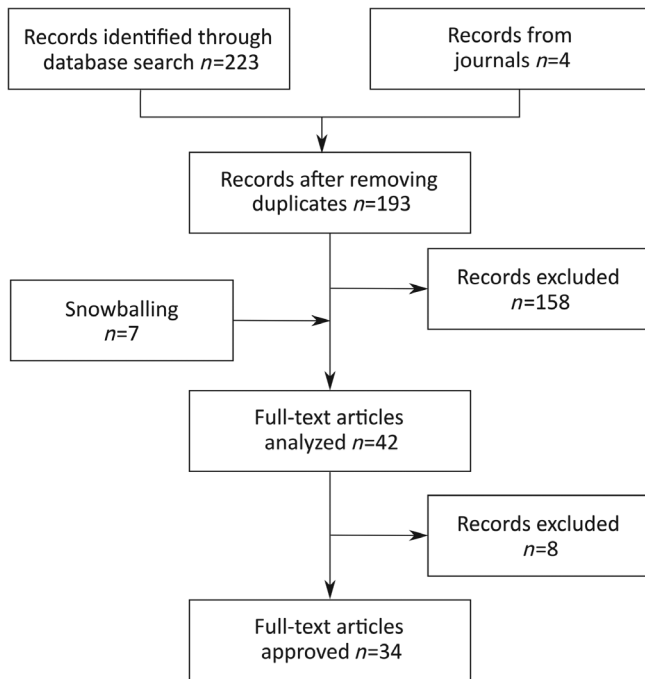 Records identified through
database search n=223
Records from
journals n=4
Records after removing
duplicates n=193
Records excluded
n=158
Snowballing
n=7
Full-text articles
analyzed n=42
Records excluded
n=8
Full-text articles
approved n=34